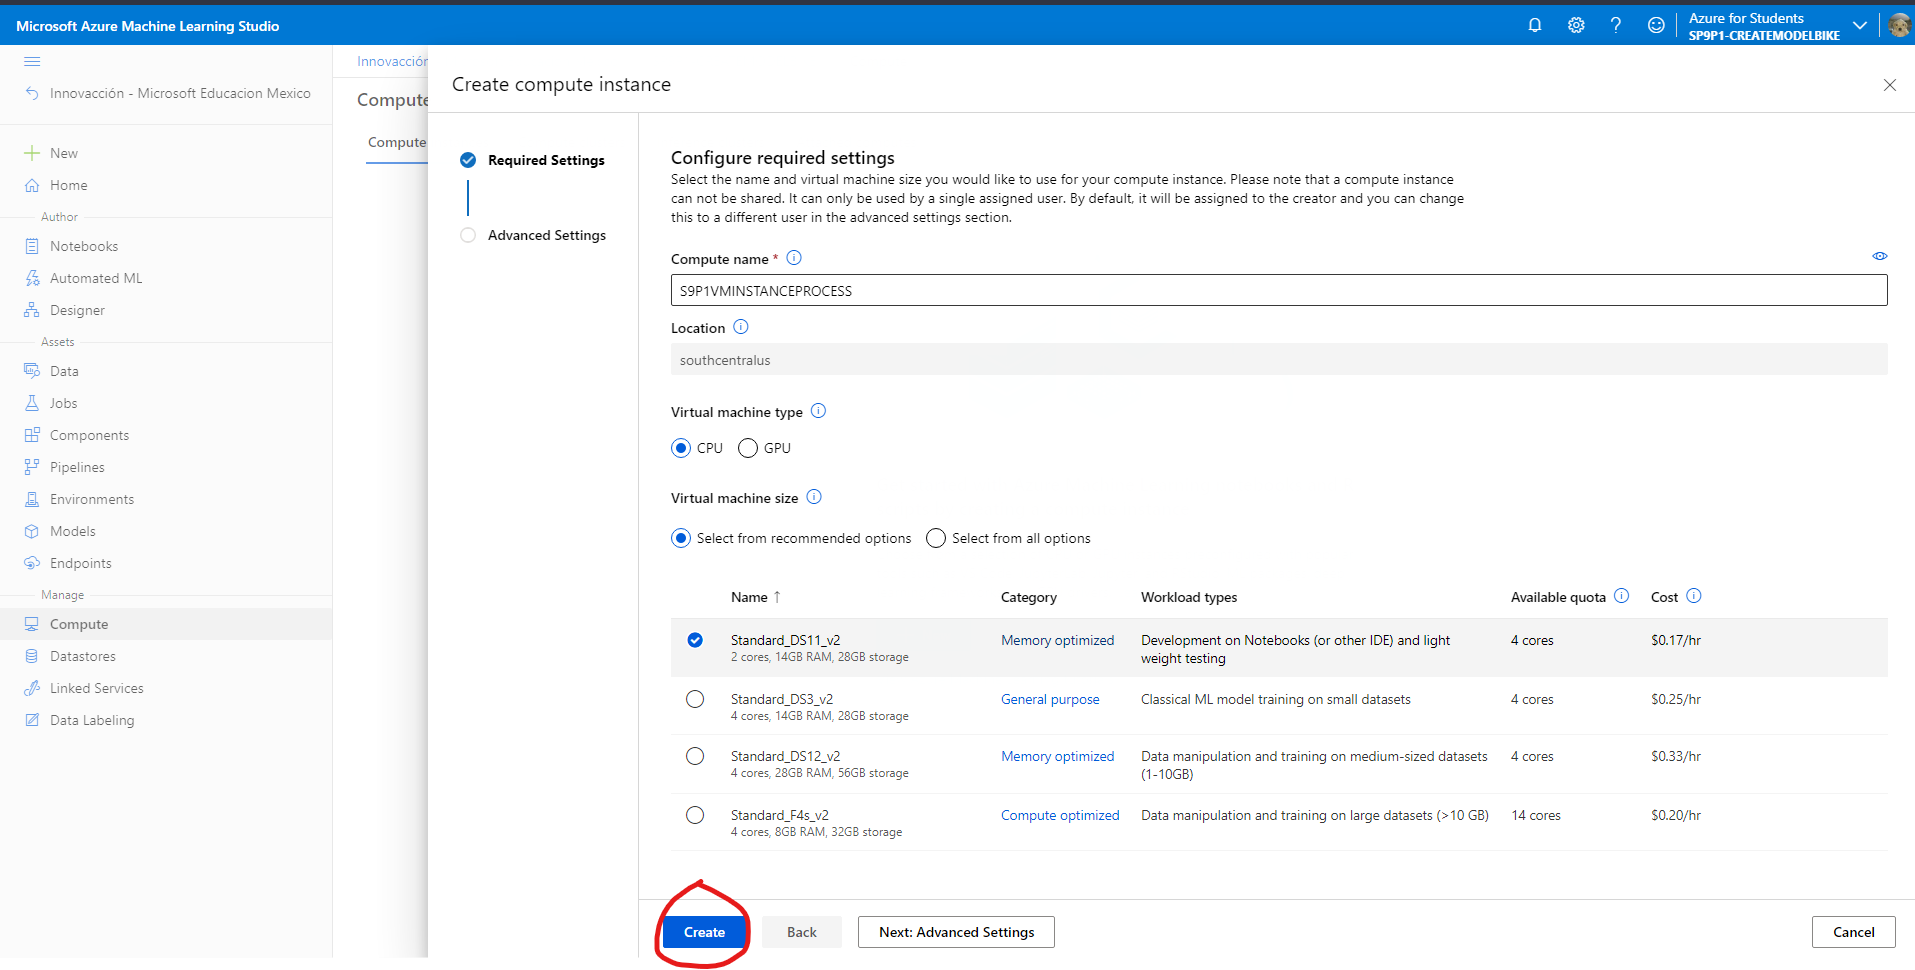 Microsoft Azure Machine Learning Studio
Azure for Students
SP9P1-CREATEMODELBIKE
Innovacción - Microsoft Educacion Mexico
New
Home
Author
Notebooks
Automated ML
Designer
Assets
Data
Jobs
Components
Pipelines
Environments
Models
Endpoints
Manage
Compute
Datastores
Linked Services
Data Labeling
Innovacción
Compute
Compute
Create compute instance
Required Settings
Advanced Settings
Configure required settings
Select the name and virtual machine size you would like to use for your compute instance. Please note that a compute instance
can not be shared. It can only be used by a single assigned user. By default, it will be assigned to the creator and you can change
this to a different user in the advanced settings section.
Compute name *
S9P1VMINSTANCEPROCESS
Location
southcentralus
Virtual machine type
CPU GPU
Virtual machine size
Select from recommended options Select from all options
Name ↑ Category Workload types Available quota Cost
Standard_DS11_v2 Memory optimized Development on Notebooks (or other IDE) and light 4 cores $0.17/hr
2 cores, 14GB RAM, 28GB storage weight testing
Standard_DS3_v2 General purpose Classical ML model training on small datasets 4 cores $0.25/hr
4 cores, 14GB RAM, 28GB storage
Standard_DS12_v2 Memory optimized Data manipulation and training on medium-sized datasets 4 cores $0.33/hr
4 cores, 28GB RAM, 56GB storage (1-10GB)
Standard_F4s_v2 Compute optimized Data manipulation and training on large datasets (>10 GB) 14 cores $0.20/hr
4 cores, 8GB RAM, 32GB storage
Create Back Next: Advanced Settings Cancel